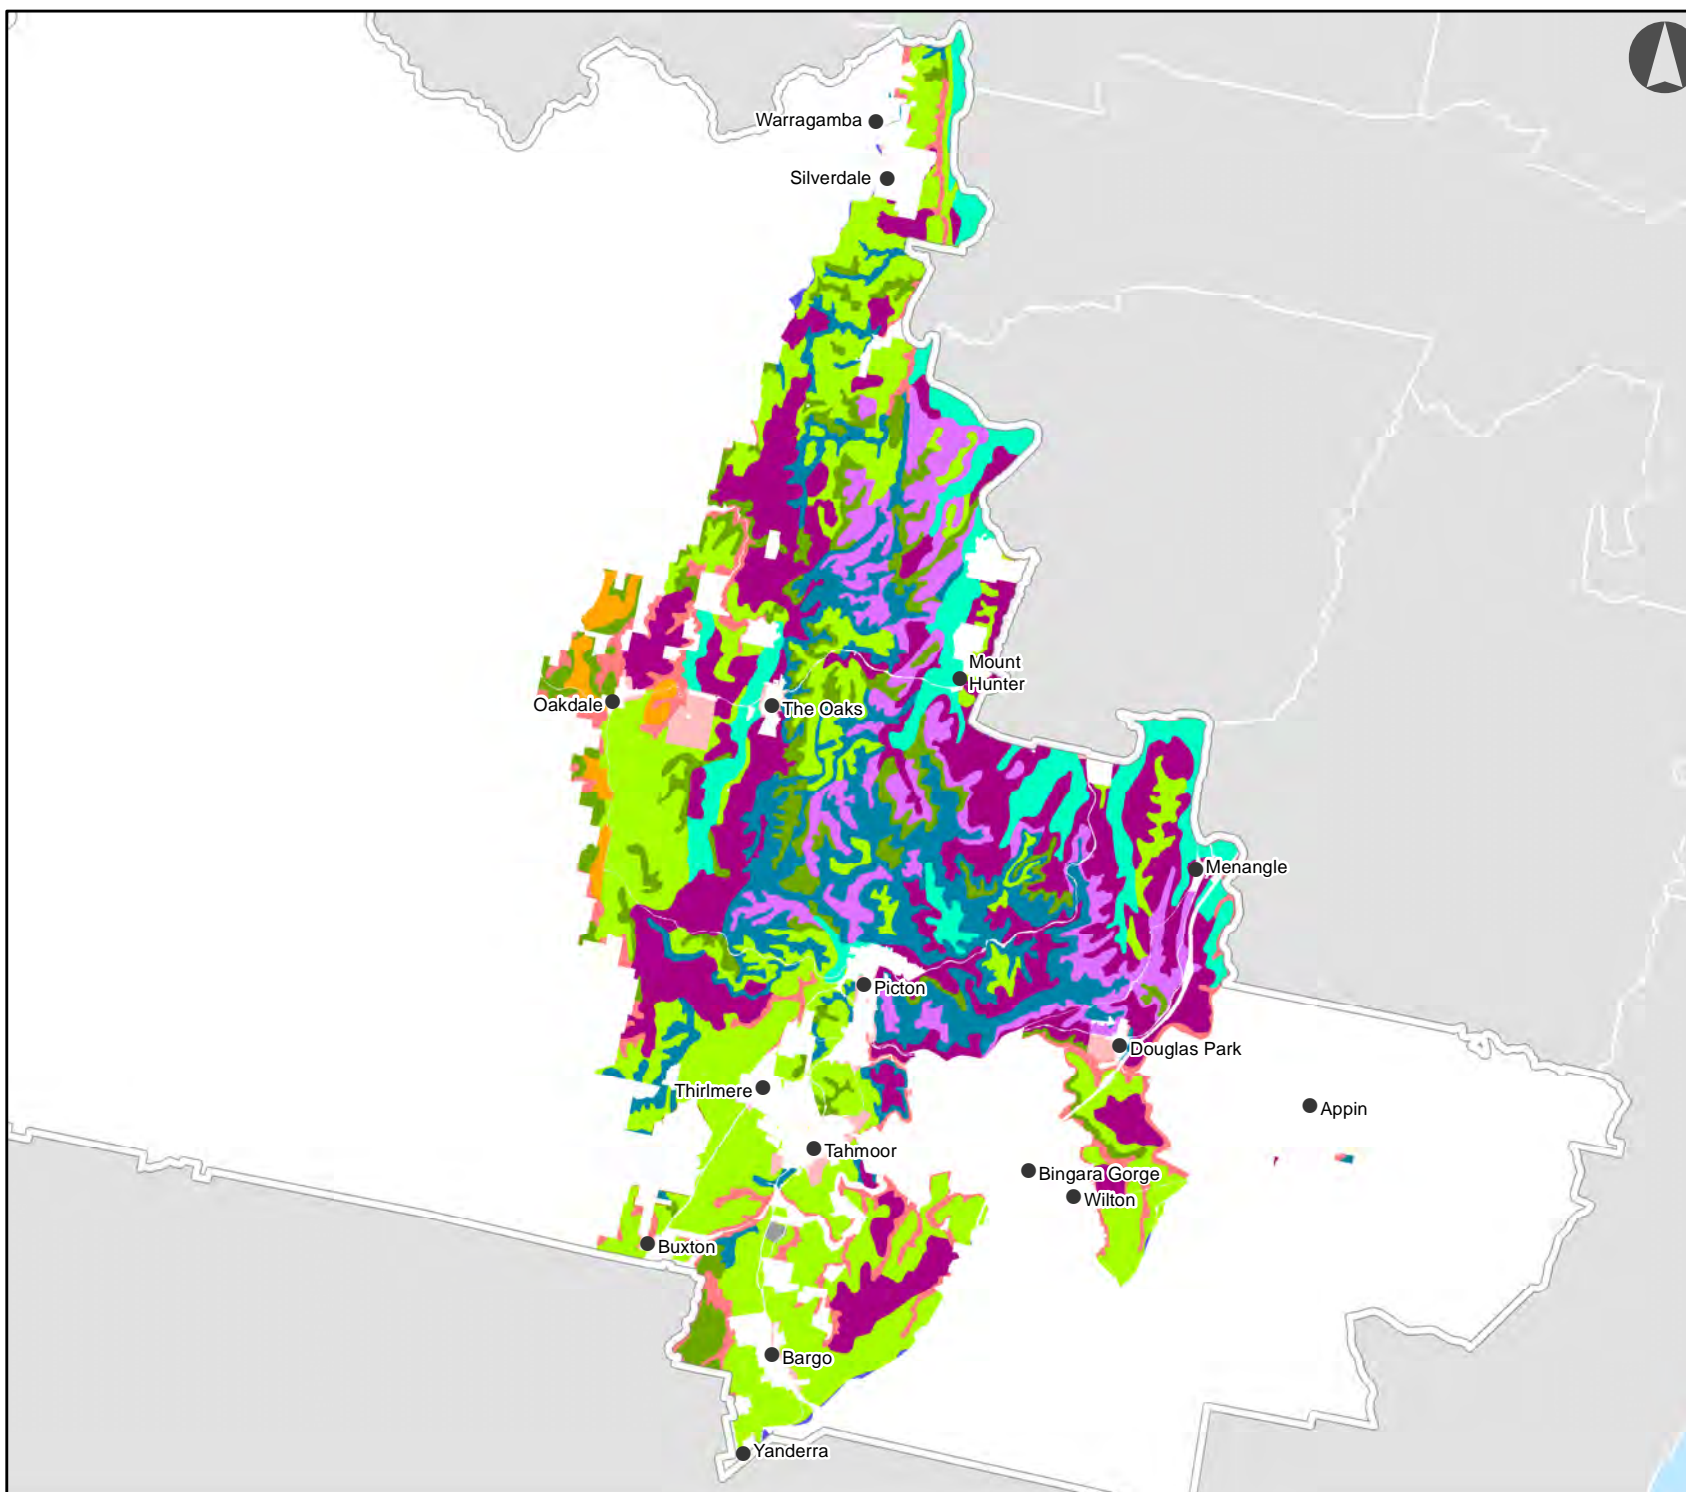 Warragamba
Silverdale
Mount
Hunter
Oakdale
The Oaks
Menangle
Picton
Douglas Park
Thirlmere
Appin
Tahmoor
Bingara Gorge
Wilton
Buxton
Bargo
Yanderra